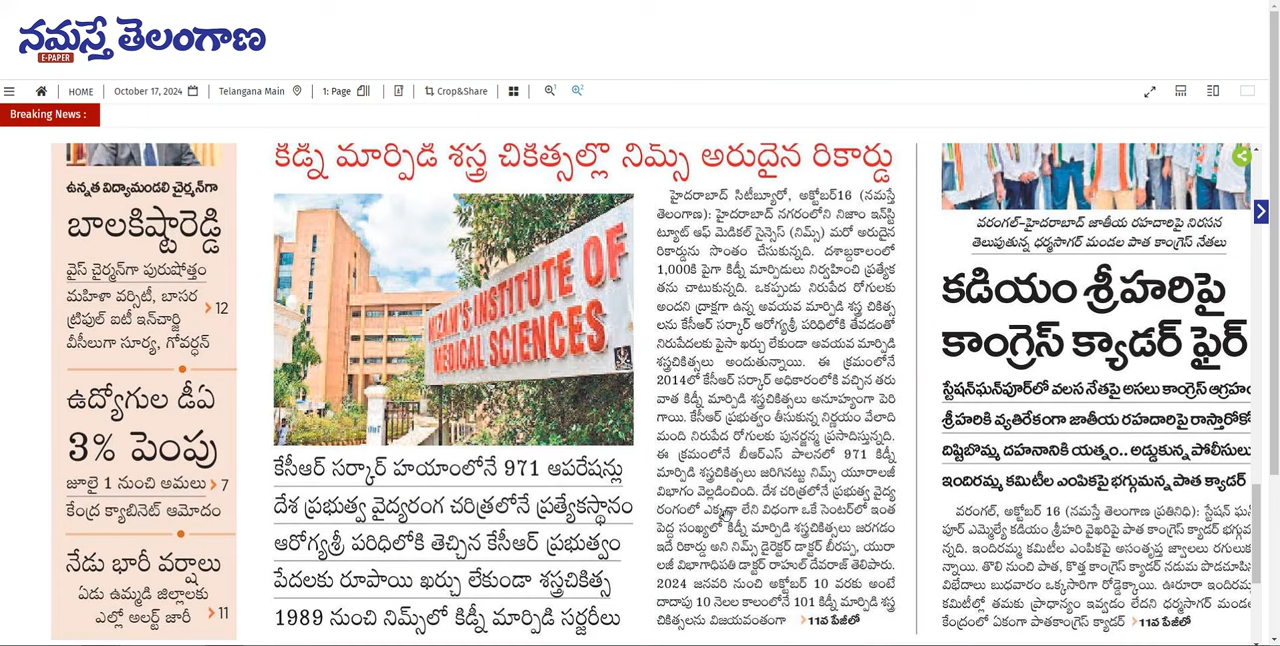 నమస్తే తెలంగాణ
E-PAPER
HOME
October 17, 2024
Telangana Main
1: Page
Crop&Share
Breaking News :
ఉన్నత విద్యామండలి చైర్మన్‌గా
బాలకిష్టారెడ్డి
వైస్ చైర్మన్‌గా పురుషోత్తం
మహిళా వర్సిటీ, బాసర
ట్రిపుల్ ఐటీ ఇన్‌చార్జి
వీసీలుగా సూర్య, గోవర్ధన్
12
ఉద్యోగుల డీఏ
3% పెంపు
జూలై 1 నుంచి అమలు
7
కేంద్ర క్యాబినెట్ ఆమోదం
నేడు భారీ వర్షాలు
ఏడు ఉమ్మడి జిల్లాలకు
ఎల్లో అలర్ట్ జారీ
11
కిడ్నీ మార్పిడి శస్త్ర చికిత్సల్లో నిమ్స్ అరుదైన రికార్డు
NIZAM'S INSTITUTE OF
MEDICAL SCIENCES
కేసీఆర్ సర్కార్ హయాంలోనే 971 ఆపరేషన్లు
దేశ ప్రభుత్వ వైద్యరంగ చరిత్రలోనే ప్రత్యేకస్థానం
ఆరోగ్యశ్రీ పరిధిలోకి తెచ్చిన కేసీఆర్ ప్రభుత్వం
పేదలకు రూపాయి ఖర్చు లేకుండా శస్త్రచికిత్స
1989 నుంచి నిమ్స్‌లో కిడ్నీ మార్పిడి సర్జరీలు
హైదరాబాద్ సిటీబ్యూరో, అక్టోబర్16 (నమస్తే
తెలంగాణ): హైదరాబాద్ నగరంలోని నిజాం ఇన్‌స్టి
ట్యూట్ ఆఫ్ మెడికల్ సైన్సెస్ (నిమ్స్) మరో అరుదైన
రికార్డును సొంతం చేసుకున్నది. దశాబ్దకాలంలో
1,000కి పైగా కిడ్నీ మార్పిడులు నిర్వహించి ప్రత్యేక
తను చాటుకున్నది. ఒకప్పుడు నిరుపేద రోగులకు
అందని ద్రాక్షగా ఉన్న అవయవ మార్పిడి శస్త్ర చికిత్స
లను కేసీఆర్ సర్కార్ ఆరోగ్యశ్రీ పరిధిలోకి తేవడంతో
నిరుపేదలకు పైసా ఖర్చు లేకుండా అవయవ మార్పిడి
శస్త్రచికిత్సలు అందుతున్నాయి. ఈ క్రమంలోనే
2014లో కేసీఆర్ సర్కార్ అధికారంలోకి వచ్చిన తరు
వాత కిడ్నీ మార్పిడి శస్త్రచికిత్సలు అనూహ్యంగా పెరి
గాయి. కేసీఆర్ ప్రభుత్వం తీసుకున్న నిర్ణయం వేలాది
మంది నిరుపేద రోగులకు పునర్జన్మ ప్రసాదిస్తున్నది.
ఈ క్రమంలోనే బీఆర్ఎస్ పాలనలో 971 కిడ్నీ
మార్పిడి శస్త్రచికిత్సలు జరిగినట్టు నిమ్స్ యూరాలజీ
విభాగం వెల్లడించింది. దేశ చరిత్రలోనే ప్రభుత్వ వైద్య
రంగంలో ఎక్కడా లేని విధంగా ఒకే సెంటర్‌లో ఇంత
పెద్ద సంఖ్యలో కిడ్నీ మార్పిడి శస్త్రచికిత్సలు జరగడం
ఇదే రికార్డు అని నిమ్స్ డైరెక్టర్ డాక్టర్ బీరప్ప, యురా
లజీ విభాగాధిపతి డాక్టర్ రాహుల్ దేవరాజ్ తెలిపారు.
2024 జనవరి నుంచి అక్టోబర్ 10 వరకు అంటే
దాదాపు 10 నెలల కాలంలోనే 101 కిడ్నీ మార్పిడి శస్త్ర
చికిత్సలను విజయవంతంగా 11వ పేజీలో
వరంగల్-హైదరాబాద్ జాతీయ రహదారిపై నిరసన
తెలుపుతున్న ధర్మసాగర్ మండల పాత కాంగ్రెస్ నేతలు
కడియం శ్రీహరిపై
కాంగ్రెస్ క్యాడర్ ఫైర్
స్టేషన్‌ఘన్‌పూర్‌లో వలస నేతపై అసలు కాంగ్రెస్ ఆగ్రహం
శ్రీహరికి వ్యతిరేకంగా జాతీయ రహదారిపై రాస్తారోకో
దిష్టిబొమ్మ దహనానికి యత్నం.. అడ్డుకున్న పోలీసులు
ఇందిరమ్మ కమిటీల ఎంపికపై భగ్గుమన్న పాత క్యాడర్
వరంగల్, అక్టోబర్ 16 (నమస్తే తెలంగాణ ప్రతినిధి): స్టేషన్ ఘన్
పూర్ ఎమ్మెల్యే కడియం శ్రీహరి వైఖరిపై పాత కాంగ్రెస్ క్యాడర్ భగ్గుమ
న్నది. ఇందిరమ్మ కమిటీల ఎంపికపై అసంతృప్త జ్వాలలు రగులుక
న్నాయి. తొలి నుంచి పాత, కొత్త కాంగ్రెస్ క్యాడర్ నడుమ పొడచూపిన
విభేదాలు బుధవారం ఒక్కసారిగా రోడ్డెక్కాయి. ఊరూరా ఇందిరమ్మ
కమిటీల్లో తమకు ప్రాధాన్యం ఇవ్వడం లేదని ధర్మసాగర్ మండల
కేంద్రంలో ఏకంగా పాతకాంగ్రెస్ క్యాడర్ 11వ పేజీలో